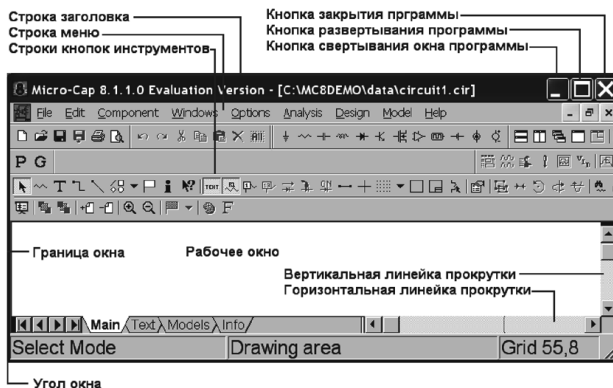 Строка заголовка
Строка меню
Строки кнопок инструментов
Кнопка закрытия прграммы
Кнопка развертывания программы
Кнопка свертывания окна программы
Micro-Cap 8.1.1.0 Evaluation Version - [C:\MC8DEMO\data\circuit1.cir]
File Edit Component Windows Options Analysis Design Model Help
P G
T TEXT
F
Граница окна
Рабочее окно
Вертикальная линейка прокрутки
Горизонтальная линейка прокрутки
Main Text Models Info
Select Mode Drawing area Grid 55,8
Угол окна